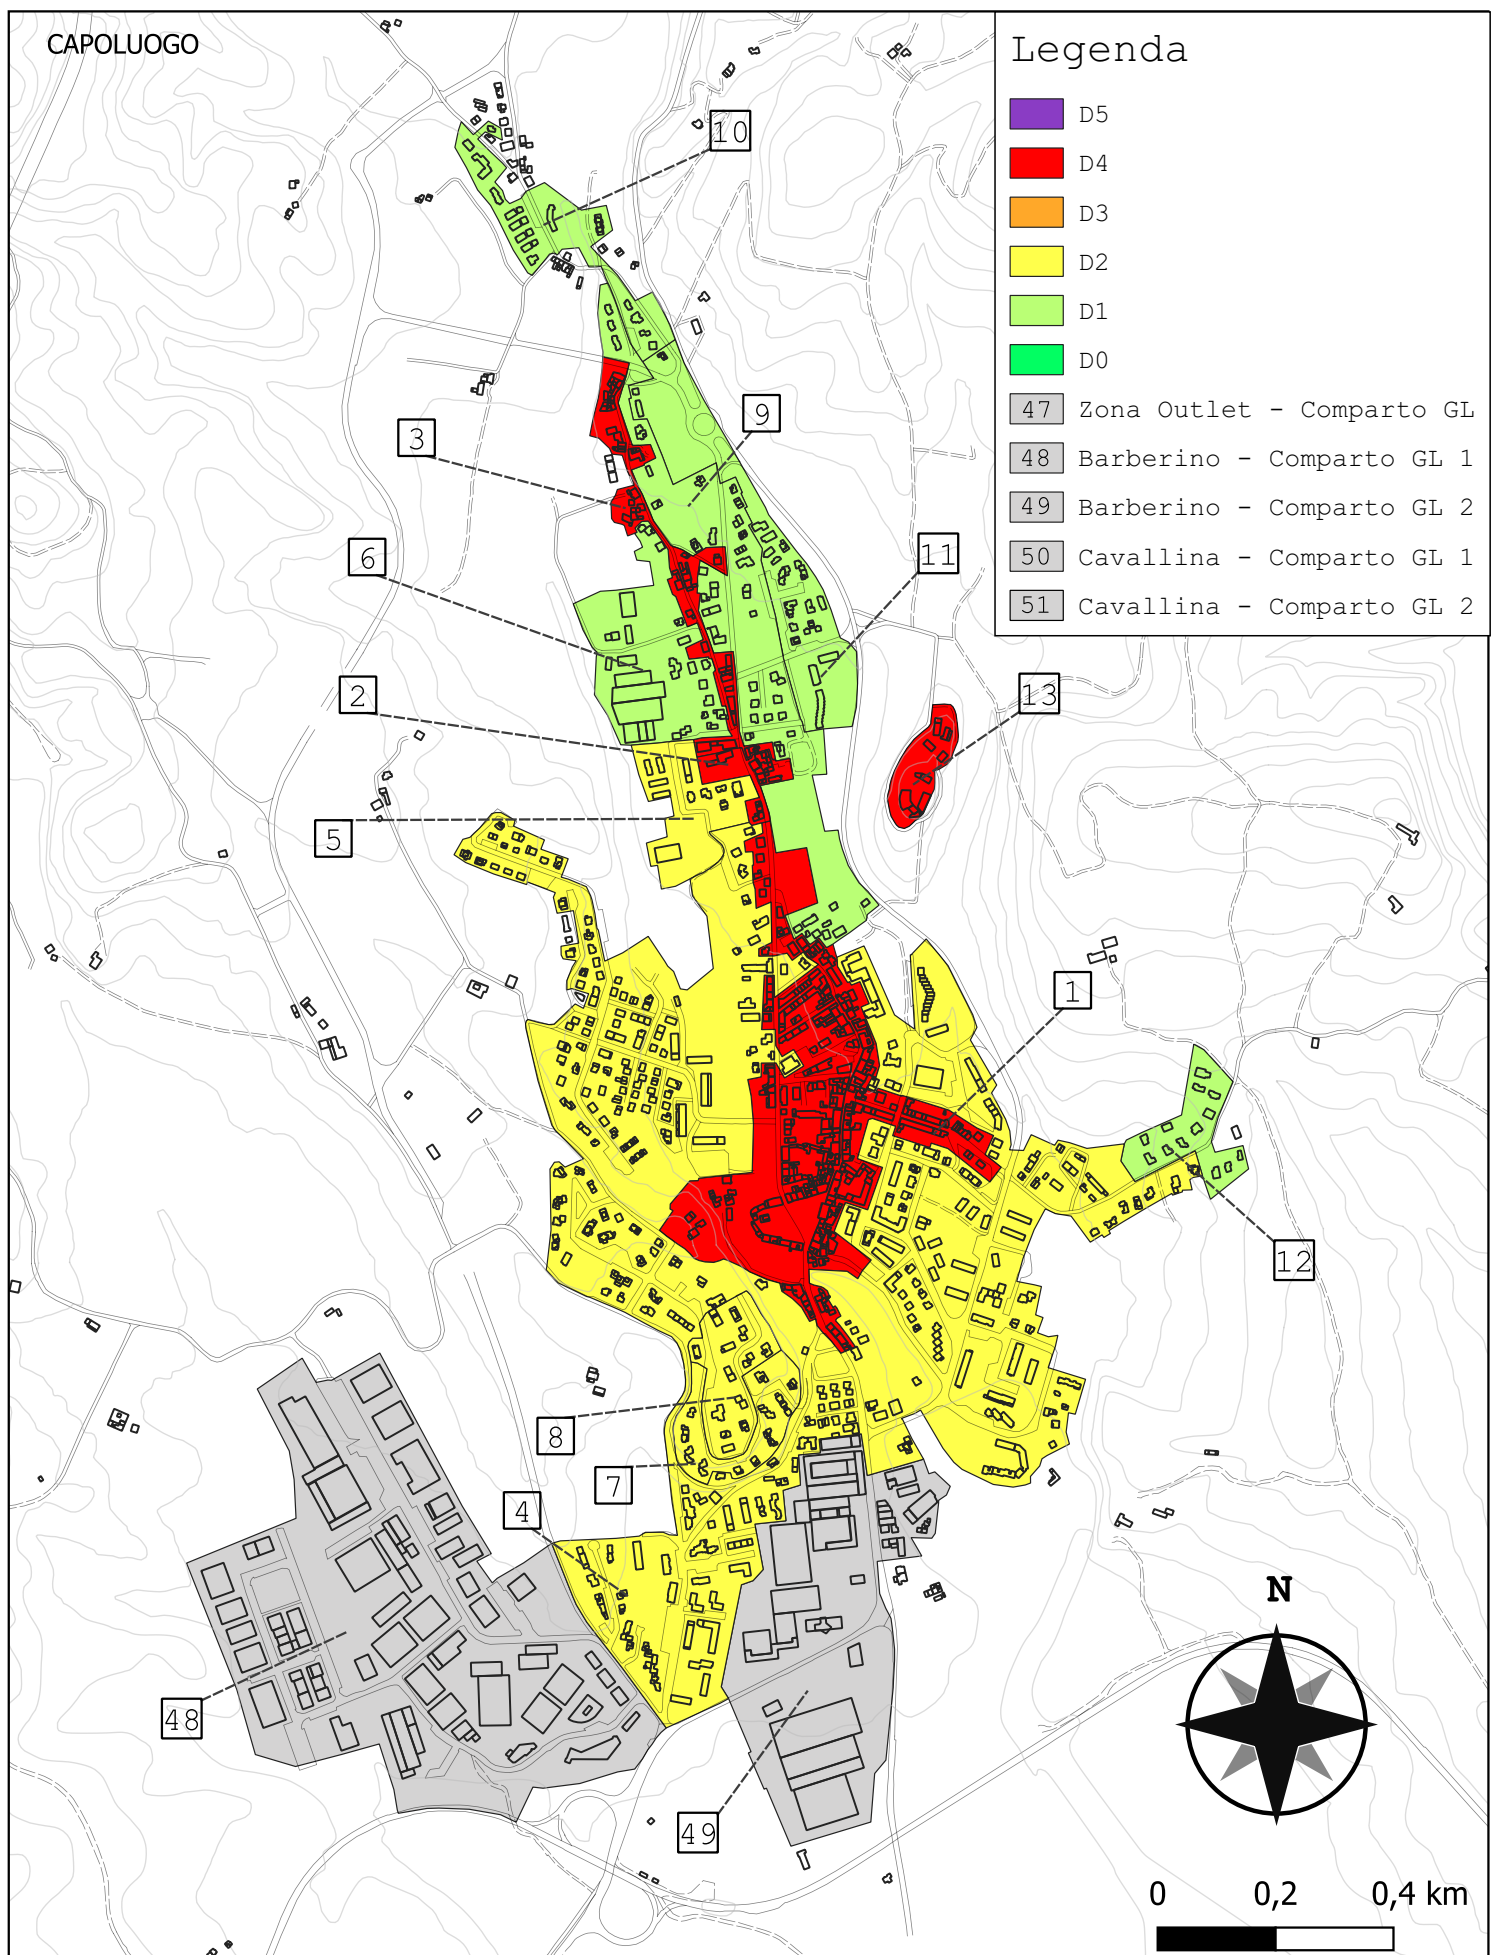 CAPOLUOGO
Legenda
D5
D4
D3
D2
D1
D0
47 Zona Outlet - Comparto GL
48 Barberino - Comparto GL 1
49 Barberino - Comparto GL 2
50 Cavallina - Comparto GL 1
51 Cavallina - Comparto GL 2
10
9
3
6
11
2
13
5
1
12
8
7
4
48
49
N
0 0,2 0,4 km